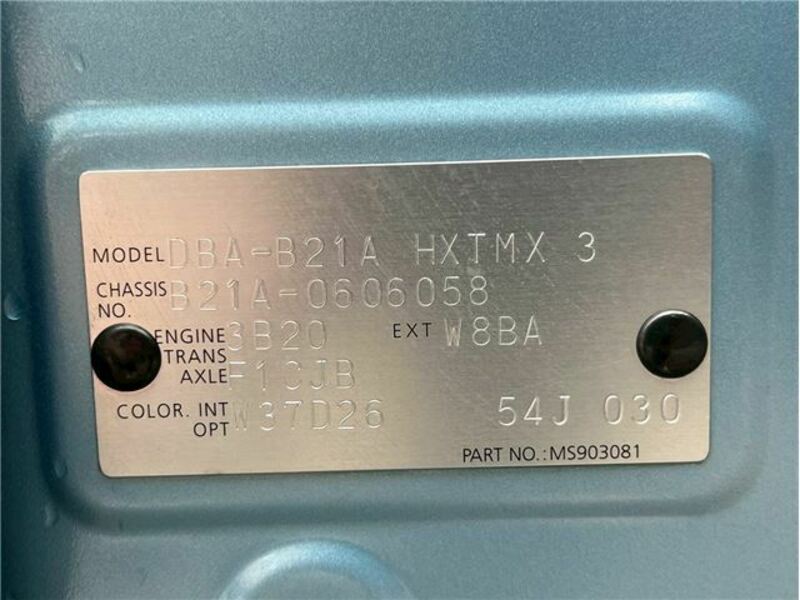 MODEL DBA-B21A HXTMX 3
CHASSIS NO. B21A-0606058
ENGINE 3B20 EXT W8BA
TRANS AXLE F1CJB
COLOR. INT OPT W37D26 54J 030
PART NO.:MS903081